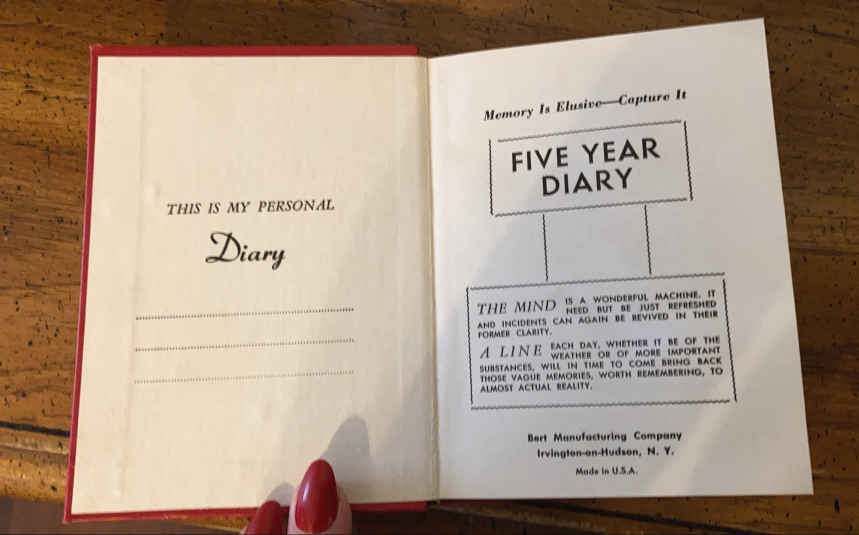 THIS IS MY PERSONAL
Diary
Memory Is Elusive—Capture It
FIVE YEAR
DIARY
THE MIND IS A WONDERFUL MACHINE. IT
NEED BUT BE JUST REFRESHED
AND INCIDENTS CAN AGAIN BE REVIVED IN THEIR
FORMER CLARITY.
A LINE EACH DAY, WHETHER IT BE OF THE
WEATHER OR OF MORE IMPORTANT
SUBSTANCES, WILL IN TIME TO COME BRING BACK
THOSE VAGUE MEMORIES, WORTH REMEMBERING, TO
ALMOST ACTUAL REALITY.
Bert Manufacturing Company
Irvington-on-Hudson, N. Y.
Made in U.S.A.